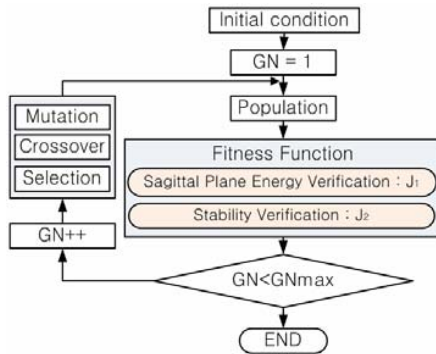 Initial condition
GN = 1
Population
Fitness Function
Sagittal Plane Energy Verification : J₁
Stability Verification : J₂
GN<GNmax
END
GN++
Mutation
Crossover
Selection